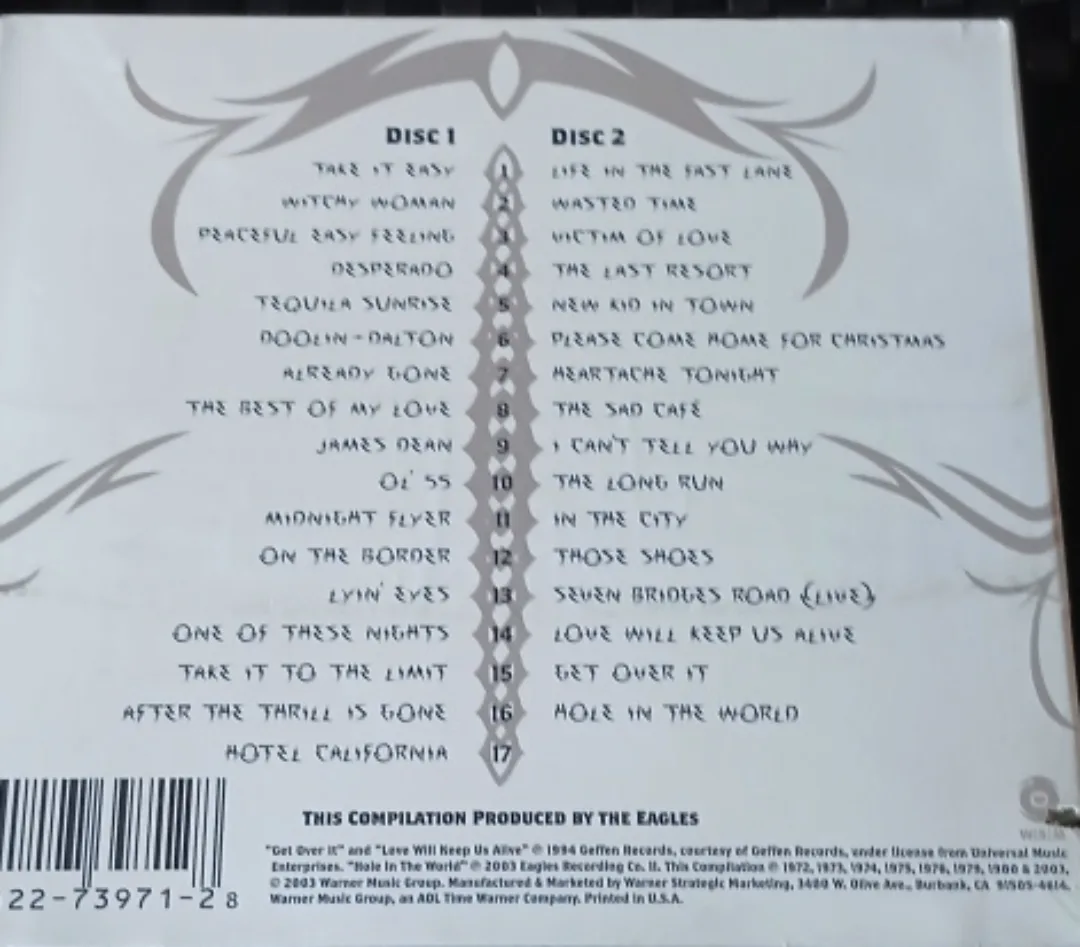 DISC 1
TAKE IT EASY
WITCHY WOMAN
PEACEFUL EASY FEELING
DESPERADO
TEQUILA SUNRISE
DOOLIN-DALTON
ALREADY GONE
THE BEST OF MY LOVE
JAMES DEAN
OL' 55
MIDNIGHT FLYER
ON THE BORDER
LYIN' EYES
ONE OF THESE NIGHTS
TAKE IT TO THE LIMIT
AFTER THE THRILL IS GONE
HOTEL CALIFORNIA
1
2
3
4
5
6
7
8
9
10
11
12
13
14
15
16
17
DISC 2
LIFE IN THE FAST LANE
WASTED TIME
VICTIM OF LOVE
THE LAST RESORT
NEW KID IN TOWN
PLEASE COME HOME FOR CHRISTMAS
HEARTACHE TONIGHT
THE SAD CAFÉ
I CAN'T TELL YOU WHY
THE LONG RUN
IN THE CITY
THOSE SHOES
SEVEN BRIDGES ROAD (LIVE)
LOVE WILL KEEP US ALIVE
GET OVER IT
HOLE IN THE WORLD
THIS COMPILATION PRODUCED BY THE EAGLES
"Get Over It" and "Love Will Keep Us Alive" ℗ 1994 Geffen Records, courtesy of Geffen Records, under license from Universal Music
Enterprises. "Hole In The World" ℗ 2003 Eagles Recording Co. II. This Compilation ℗ 1972, 1973, 1974, 1975, 1976, 1979, 1980 & 2003,
© 2003 Warner Music Group. Manufactured & Marketed by Warner Strategic Marketing, 3400 W. Olive Ave., Burbank, CA 91505-4614.
Warner Music Group, an AOL Time Warner Company. Printed in U.S.A.
22-73971-2 8